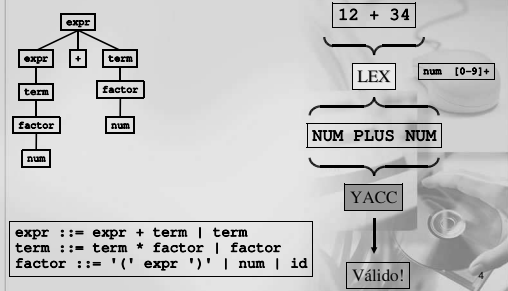 expr
expr + term
term factor
factor num
num
expr ::= expr + term | term
term ::= term * factor | factor
factor ::= '(' expr ')' | num | id
12 + 34
LEX
num [0-9]+
NUM PLUS NUM
YACC
Válido!
4